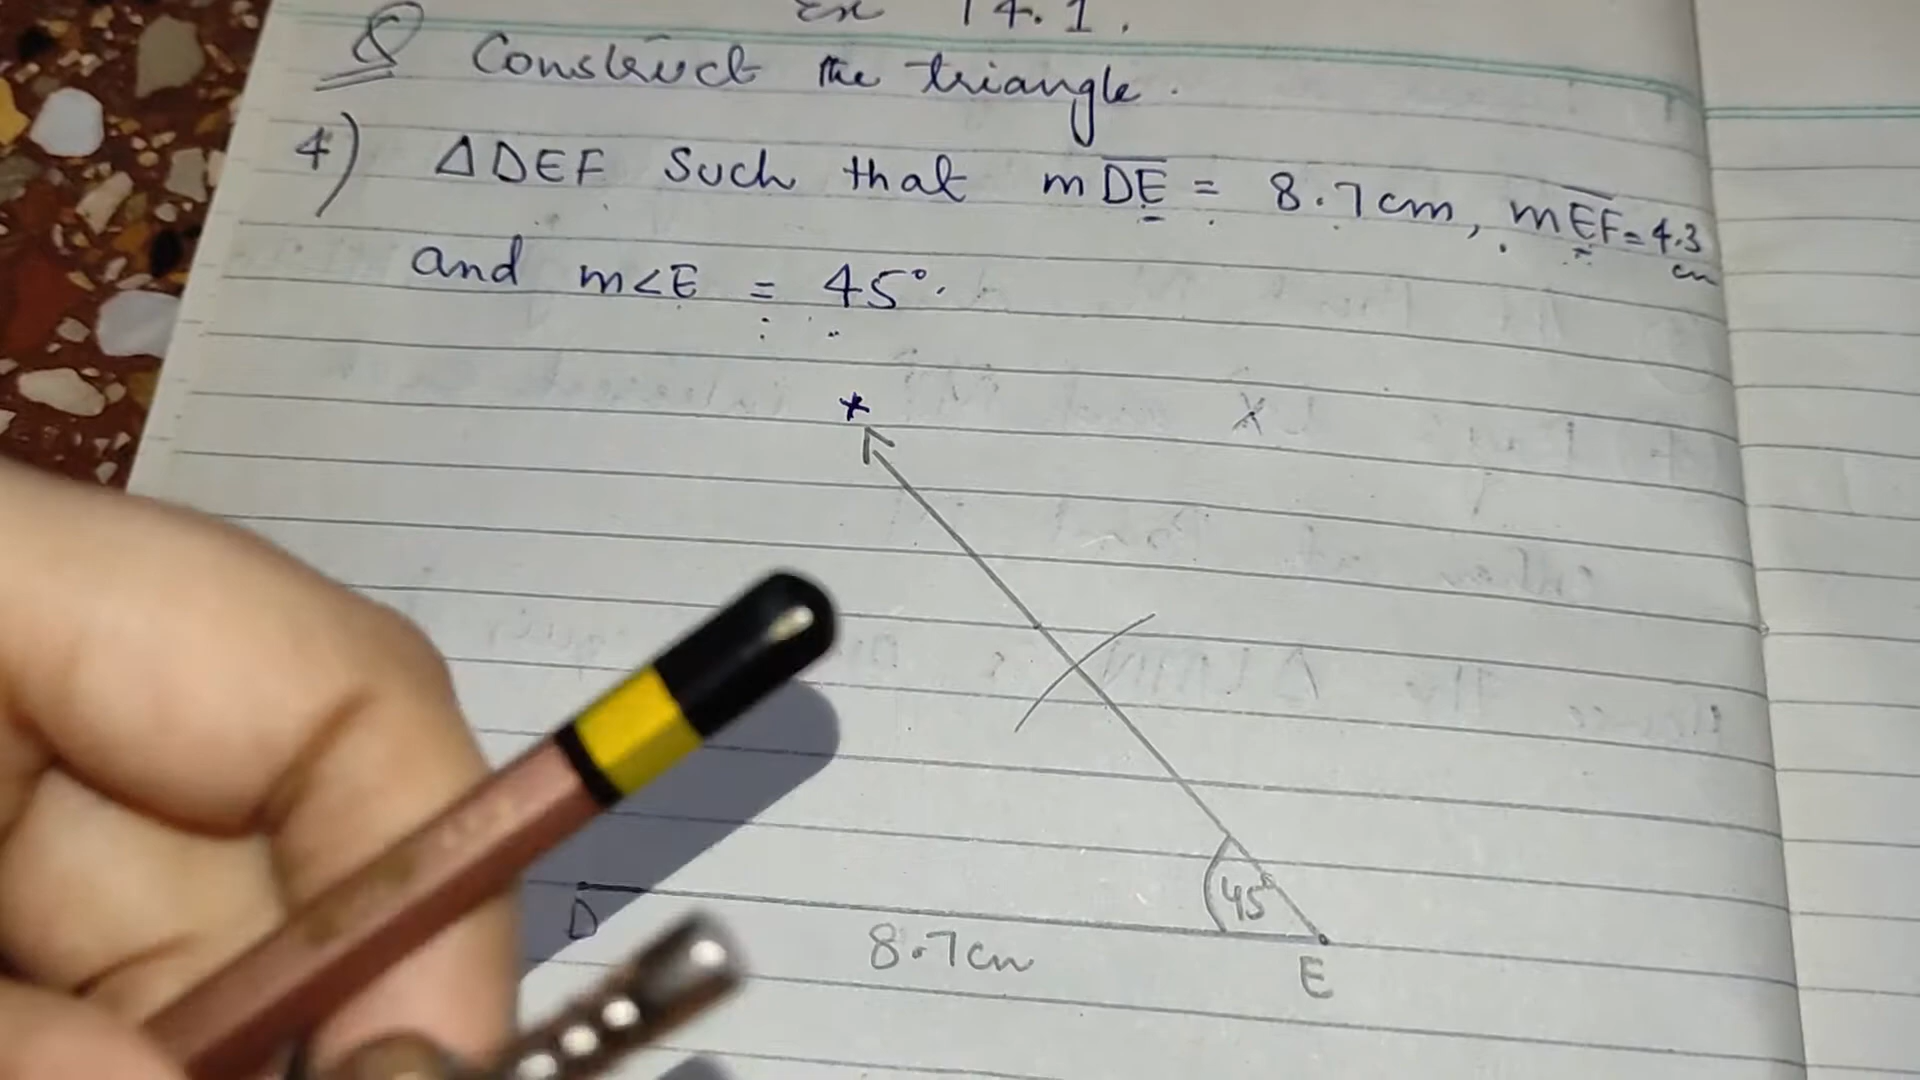 Ex 14.1.
Q Construct the triangle.
4) ΔDEF Such that mDE = 8.7cm, mEF = 4.3 cm
and m<E = 45°.
*
45°
D
8.7cm
E